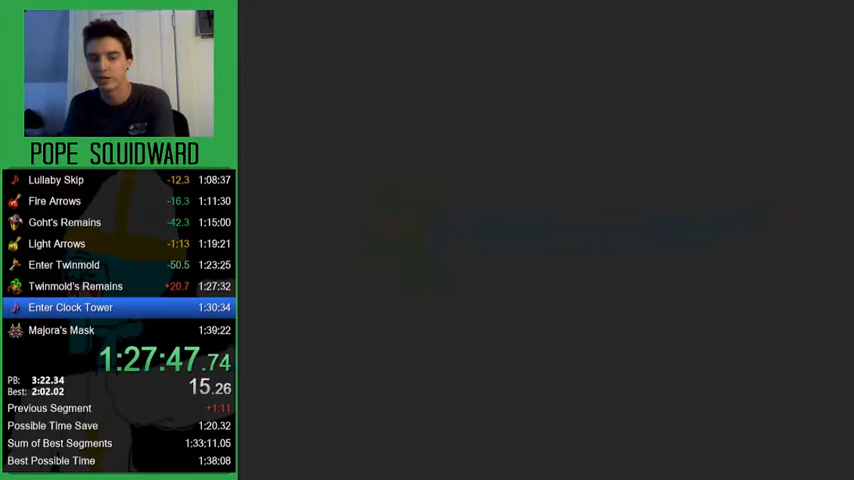 POPE SQUIDWARD
Lullaby Skip -12.3 1:08:37
Fire Arrows -16.3 1:11:30
Goht's Remains -42.3 1:15:00
Light Arrows -1:13 1:19:21
Enter Twinmold -50.5 1:23:25
Twinmold's Remains +20.7 1:27:32
Enter Clock Tower 1:30:34
Majora's Mask 1:39:22
1:27:47.74
PB: 3:22.34 15.26
Best: 2:02.02
Previous Segment +1:11
Possible Time Save 1:20.32
Sum of Best Segments 1:33:11.05
Best Possible Time 1:38:08